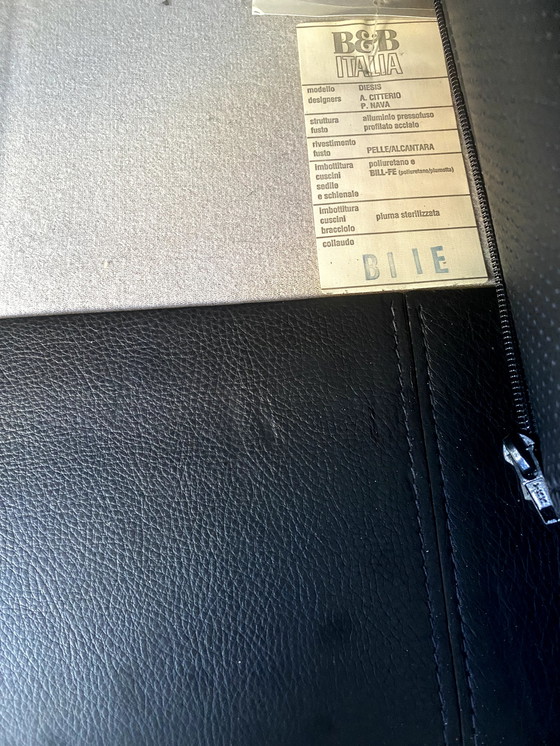 B&B
ITALIA
modello DIESIS
designers A. CITTERIO
P. NAVA
struttura alluminio pressofuso
fusto profilato acciaio
rivestimento
fusto PELLE/ALCANTARA
imbottitura poliuretano e
cuscini BILL-FE (poliuretano/piumetta)
sedile
e schienale
imbottitura
cuscini piuma sterilizzata
bracciolo
collaudo
B I I E